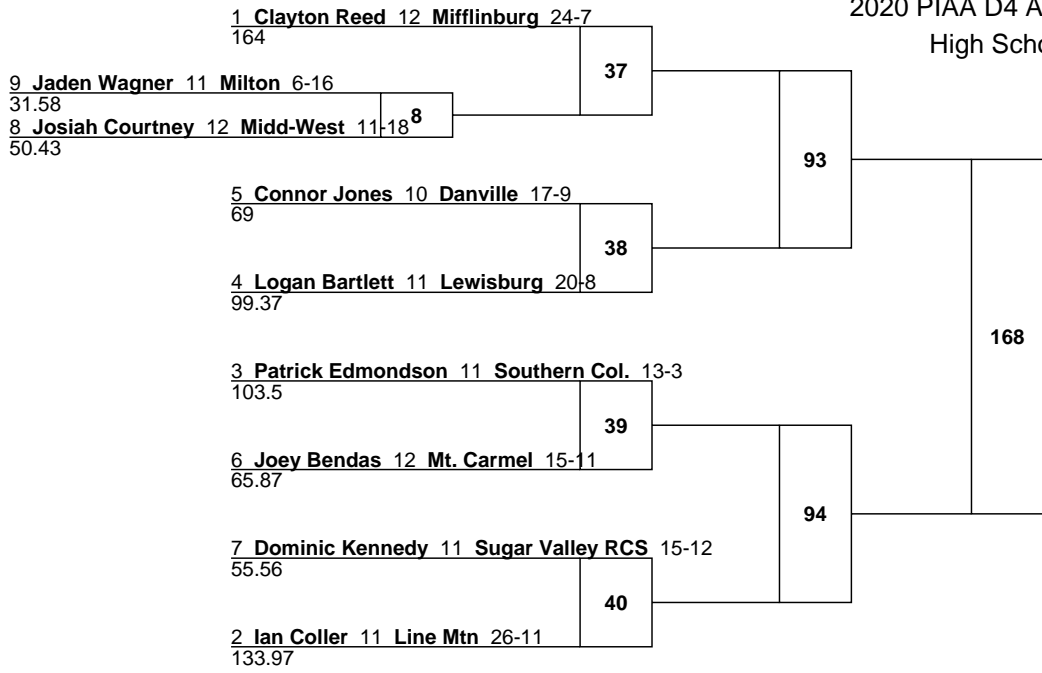 2020 PIAA D4 A
High Scho
1 Clayton Reed 12 Mifflinburg 24-7
164
37
9 Jaden Wagner 11 Milton 6-16
31.58
8
8 Josiah Courtney 12 Midd-West 11-18
50.43
93
5 Connor Jones 10 Danville 17-9
69
38
4 Logan Bartlett 11 Lewisburg 20-8
99.37
168
3 Patrick Edmondson 11 Southern Col. 13-3
103.5
39
6 Joey Bendas 12 Mt. Carmel 15-11
65.87
94
7 Dominic Kennedy 11 Sugar Valley RCS 15-12
55.56
40
2 Ian Coller 11 Line Mtn 26-11
133.97